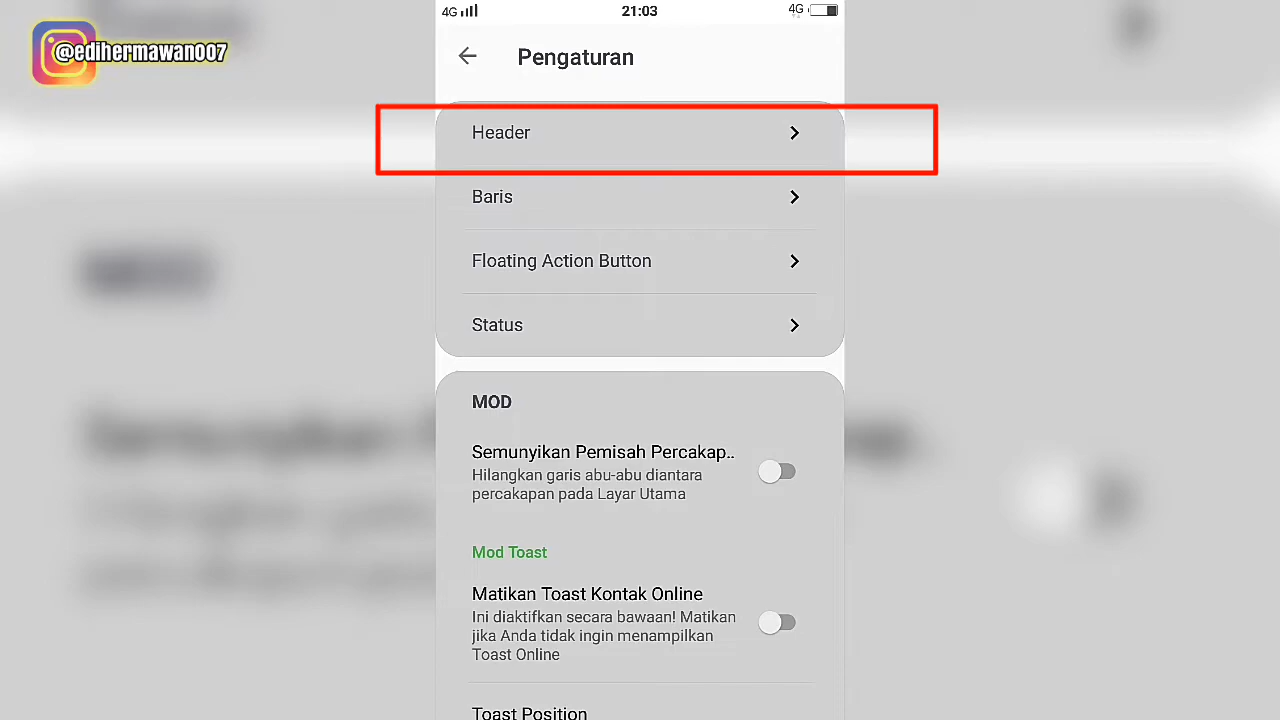 @edihermawan007
4G
21:03
4G
Pengaturan
Header
Baris
Floating Action Button
Status
MOD
Semunyikan Pemisah Percakap..
Hilangkan garis abu-abu diantara
percakapan pada Layar Utama
Mod Toast
Matikan Toast Kontak Online
Ini diaktifkan secara bawaan! Matikan
jika Anda tidak ingin menampilkan
Toast Online
Toast Position